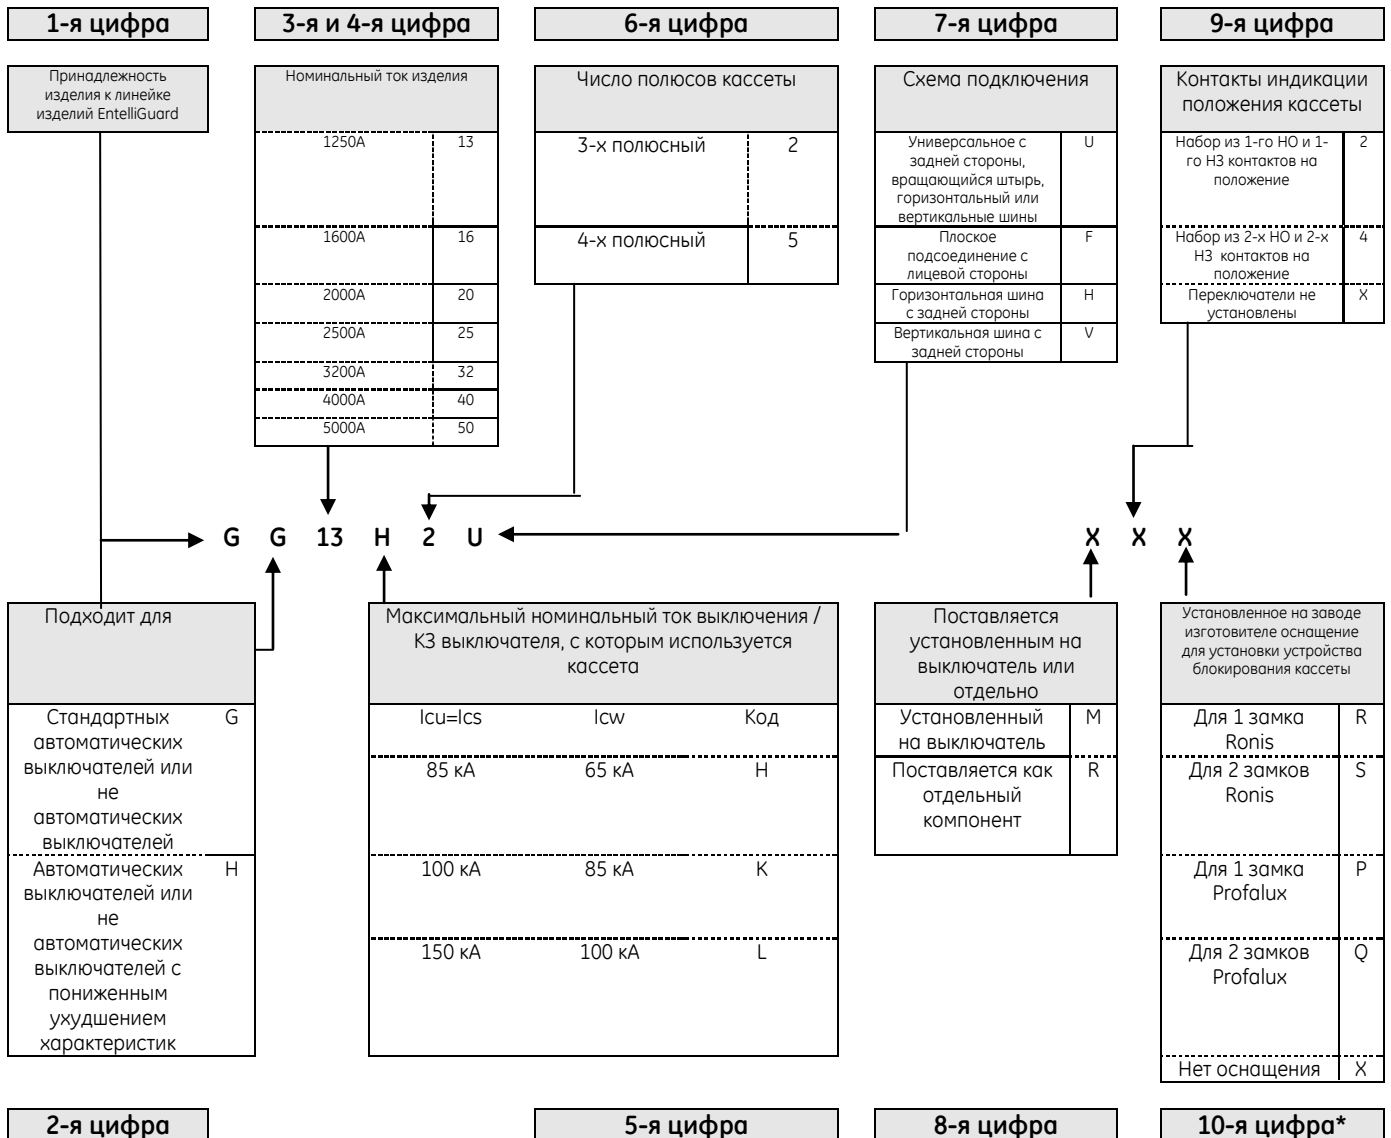 1-я цифра
3-я и 4-я цифра
6-я цифра
7-я цифра
9-я цифра
Принадлежность
изделия к линейке
изделий EntelliGuard
Номинальный ток изделия
1250А 13
1600А 16
2000А 20
2500А 25
3200А 32
4000А 40
5000А 50
Число полюсов кассеты
3-х полюсный 2
4-х полюсный 5
Схема подключения
Универсальное с U
задней стороны,
вращающийся штырь,
горизонтальный или
вертикальные шины
Плоское F
подсоединение с
лицевой стороны
Горизонтальная шина H
с задней стороны
Вертикальная шина с V
задней стороны
Контакты индикации
положения кассеты
Набор из 1-го НО и 1- 2
го НЗ контактов на
положение
Набор из 2-х НО и 2-х 4
НЗ контактов на
положение
Переключатели не X
установлены
G G 13 H 2 U X X X
Подходит для
Стандартных G
автоматических
выключателей или
не
автоматических
выключателей
Автоматических H
выключателей или
не
автоматических
выключателей с
пониженным
ухудшением
характеристик
Максимальный номинальный ток выключения /
КЗ выключателя, с которым используется
кассета
Icu=Ics Icw Код
85 кА 65 кА H
100 кА 85 кА K
150 кА 100 кА L
Поставляется
установленным на
выключатель или
отдельно
Установленный M
на выключатель
Поставляется как R
отдельный
компонент
Установленное на заводе
изготовителе оснащение
для установки устройства
блокирования кассеты
Для 1 замка R
Ronis
Для 2 замков S
Ronis
Для 1 замка P
Profalux
Для 2 замков Q
Profalux
Нет оснащения X
2-я цифра
5-я цифра
8-я цифра
10-я цифра*